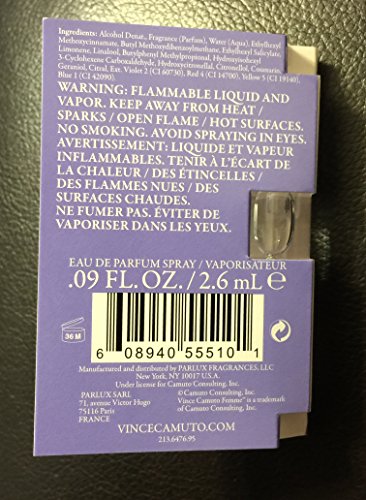 Ingredients: Alcohol Denat., Fragrance (Parfum), Water (Aqua), Ethylhexyl
Methoxycinnamate, Butyl Methoxydibenzoylmethane, Ethylhexyl Salicylate,
Limonene, Linalool, Butylphenyl Methylpropional, Hydroxyisohexyl
3-Cyclohexene Carboxaldehyde, Hydroxycitronellal, Citronellol, Coumarin,
Geraniol, Citral, Ext. Violet 2 (CI 60730), Red 4 (CI 14700), Yellow 5 (CI 19140),
Blue 1 (CI 42090).
WARNING: FLAMMABLE LIQUID AND
VAPOR. KEEP AWAY FROM HEAT /
SPARKS / OPEN FLAME / HOT SURFACES.
NO SMOKING. AVOID SPRAYING IN EYES.
AVERTISSEMENT: LIQUIDE ET VAPEUR
INFLAMMABLES. TENIR À L'ÉCART DE
LA CHALEUR / DES ÉTINCELLES /
DES FLAMMES NUES / DES
SURFACES CHAUDES.
NE FUMER PAS. ÉVITER DE
VAPORISER DANS LES YEUX.
EAU DE PARFUM SPRAY / VAPORISATEUR
.09 FL. OZ. / 2.6 mL ℮
36 M
6 08940 55510 1
Manufactured and distributed by PARLUX FRAGRANCES, LLC
New York, NY 10017 U.S.A.
Under license for Camuto Consulting, Inc.
PARLUX SARL
71, avenue Victor Hugo
75116 Paris
FRANCE
© Camuto Consulting, Inc.
Vince Camuto Femme™ is a trademark
of Camuto Consulting, Inc.
VINCECAMUTO.COM
213.6476.95